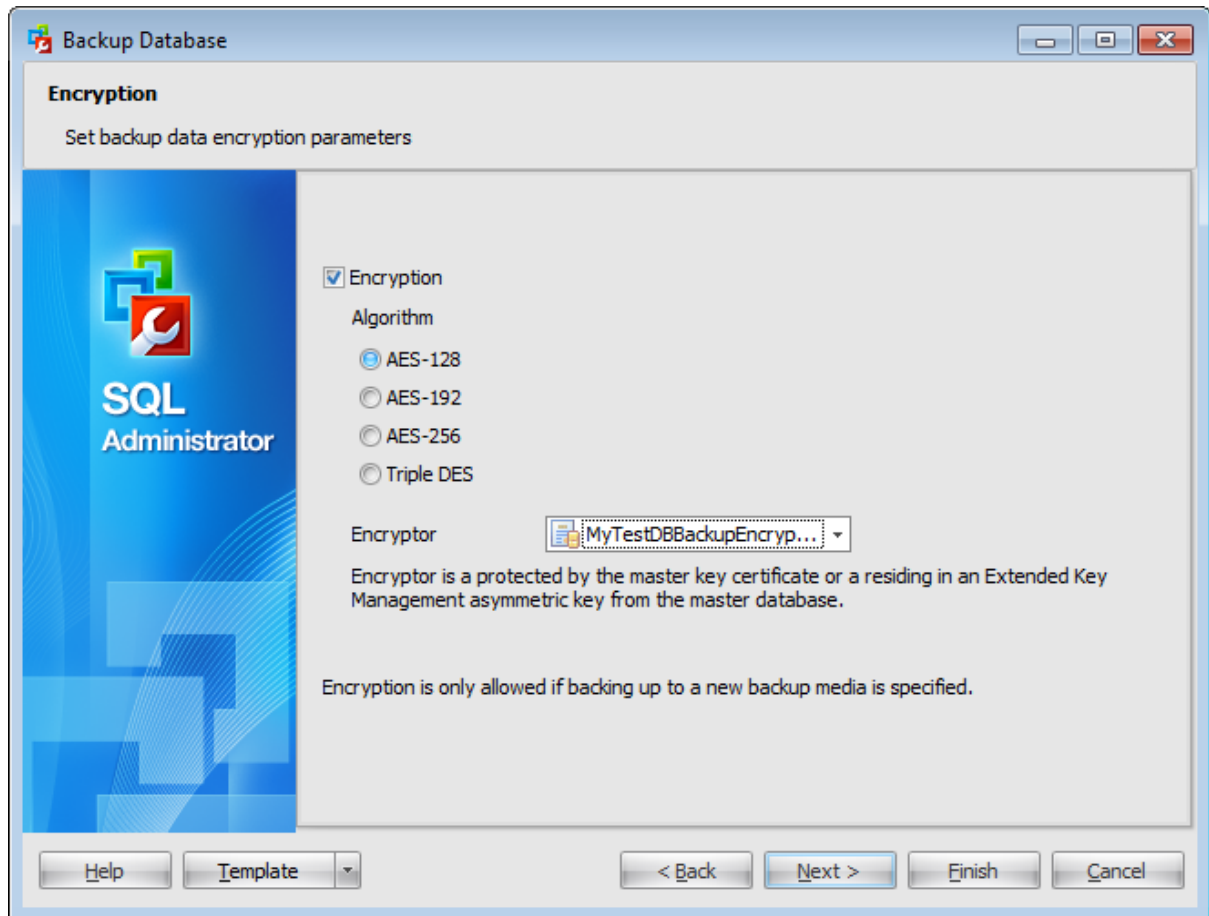 Backup Database
Encryption
Set backup data encryption parameters
SQL
Administrator
Encryption
Algorithm
AES-128
AES-192
AES-256
Triple DES
Encryptor
MyTestDBBackupEncryp...
Encryptor is a protected by the master key certificate or a residing in an Extended Key
Management asymmetric key from the master database.
Encryption is only allowed if backing up to a new backup media is specified.
Help
Template
< Back
Next >
Finish
Cancel